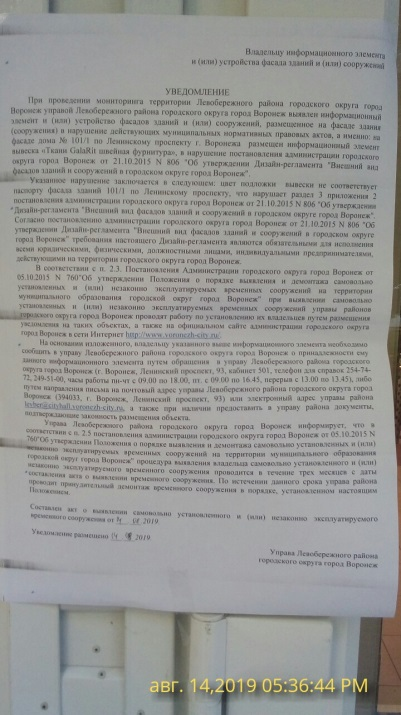 Владельцу информационного элемента
и (или) устройства фасада зданий и (или) сооружений
УВЕДОМЛЕНИЕ
При проведении мониторинга территории Левобережного района городского округа город
Воронеж управой Левобережного района городского округа город Воронеж выявлен информационный
элемент и (или) устройство фасадов зданий и (или) сооружений, размещенное на фасаде здания
(сооружения) в нарушение действующих муниципальных нормативных правовых актов, а именно: на
фасаде дома № 101/1 по Ленинскому проспекту г. Воронежа размещен информационный элемент
вывеска «Ткани GalaRii швейная фурнитура», в нарушение постановления администрации городского
округа город Воронеж от 21.10.2015 N 806 "Об утверждении Дизайн-регламента "Внешний вид
фасадов зданий и сооружений в городском округе город Воронеж".
Указанное нарушение заключается в следующем: цвет подложки вывески не соответствует
паспорту фасада зданий 101/1 по Ленинскому проспекту, что нарушает раздел 3 приложения 2
постановления администрации городского округа город Воронеж от 21.10.2015 N 806 "Об утверждении
Дизайн-регламента "Внешний вид фасадов зданий и сооружений в городском округе город Воронеж".
Согласно постановлению администрации городского округа город Воронеж от 21.10.2015 N 806 "Об
утверждении Дизайн-регламента "Внешний вид фасадов зданий и сооружений в городском округе
город Воронеж" требования настоящего Дизайн-регламента являются обязательными для исполнения
всеми юридическими, физическими, должностными лицами, индивидуальными предпринимателями,
действующими на территории городского округа город Воронеж.
В соответствии с п. 2.3. Постановления Администрации городского округа город Воронеж от
05.10.2015 N 760 "Об утверждении Положения о порядке выявления и демонтажа самовольно
установленных и (или) незаконно эксплуатируемых временных сооружений на территории
муниципального образования городской округ город Воронеж" при выявлении самовольно
установленных и (или) незаконно эксплуатируемых временных сооружений управы районов
городского округа город Воронеж проводят работу по установлению их владельцев путем размещения
уведомления на таких объектах, а также на официальном сайте администрации городского округа
город Воронеж в сети Интернет http://www.voronezh-city.ru/.
На основании изложенного, владельцу указанного выше информационного элемента необходимо
сообщить в управу Левобережного района городского округа город Воронеж о принадлежности ему
данного информационного элемента путем обращения в управу Левобережного района городского
округа город Воронеж (г. Воронеж, Ленинский проспект, 93, кабинет 501, телефон для справок 254-74-
72, 249-51-00, часы работы пн-чт с 09.00 по 18.00, пт. с 09.00 по 16.45, перерыв с 13.00 по 13.45), либо
путем направления письма на почтовый адрес управы Левобережного района городского округа город
Воронеж (394033, г. Воронеж, Ленинский проспект, 93) или электронный адрес управы района
@cityhall.voronezh-city.ru, а также при наличии предоставить в управу района документы,
подтверждающие законность размещения объекта.
Управа Левобережного района городского округа город Воронеж информирует, что в
соответствии с п. 2.5 постановления администрации городского округа город Воронеж от 05.10.2015 N
760 "Об утверждении Положения о порядке выявления и демонтажа самовольно установленных и (или)
незаконно эксплуатируемых временных сооружений на территории муниципального образования
городской округ город Воронеж" процедура выявления владельца самовольно установленного и (или)
незаконно эксплуатируемого временного сооружения проводится в течение трех месяцев с даты
составления акта о выявлении временного сооружения. По истечении данного срока управа района
проводит принудительный демонтаж временного сооружения в порядке, установленном настоящим
Положением.
Составлен акт о выявлении самовольно установленного и (или) незаконно эксплуатируемого
временного сооружения от 2019.
Уведомление размещено 2019
Управа Левобережного района
городского округа город Воронеж
авг. 14,2019 05:36:44 PM